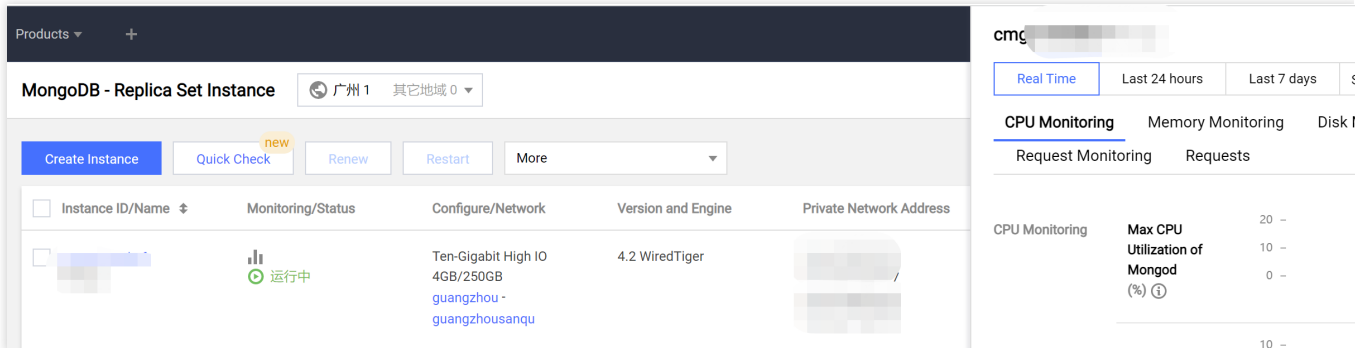 Products
cmg
MongoDB - Replica Set Instance
广州 1 其它地域 0
Real Time Last 24 hours Last 7 days
CPU Monitoring Memory Monitoring Disk
Request Monitoring Requests
new
Create Instance Quick Check Renew Restart More
Instance ID/Name Monitoring/Status Configure/Network Version and Engine Private Network Address
运行中
Ten-Gigabit High IO
4GB/250GB
guangzhou -
guangzhousanqu
4.2 WiredTiger
/
CPU Monitoring
Max CPU
Utilization of
Mongod
(%)
20
10
0
10